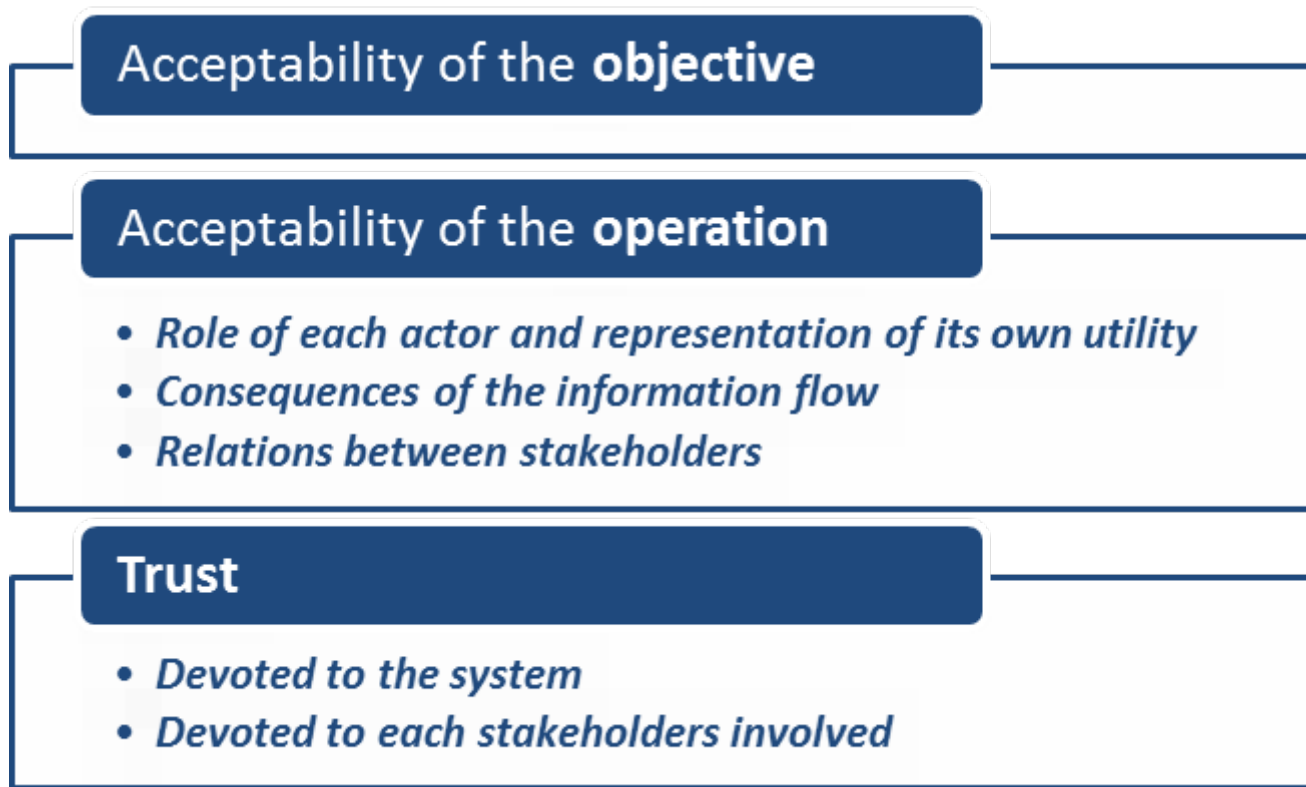 Acceptability of the objective
Acceptability of the operation
• Role of each actor and representation of its own utility
• Consequences of the information flow
• Relations between stakeholders
Trust
• Devoted to the system
• Devoted to each stakeholders involved